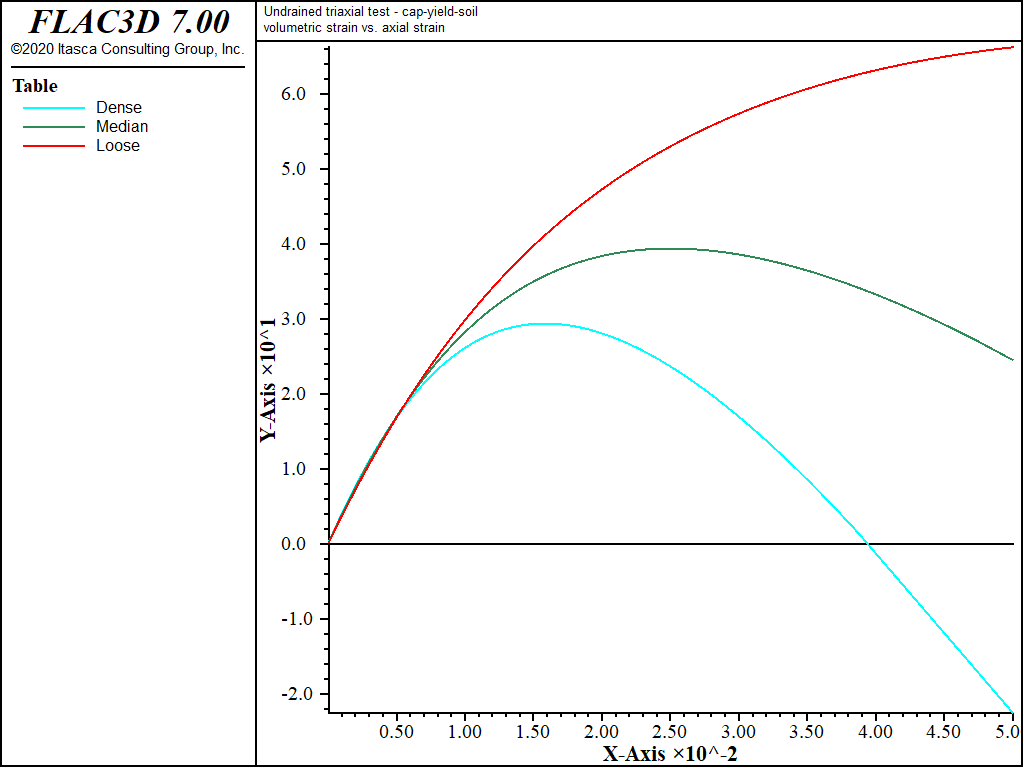 FLAC3D 7.00
©2020 Itasca Consulting Group, Inc.
Table
Dense
Median
Loose
Undrained triaxial test - cap-yield-soil
volumetric strain vs. axial strain
6.0
5.0
4.0
3.0
2.0
1.0
0.0
-1.0
-2.0
Y-Axis ×10^1
0.50 1.00 1.50 2.00 2.50 3.00 3.50 4.00 4.50 5.0
X-Axis ×10^-2